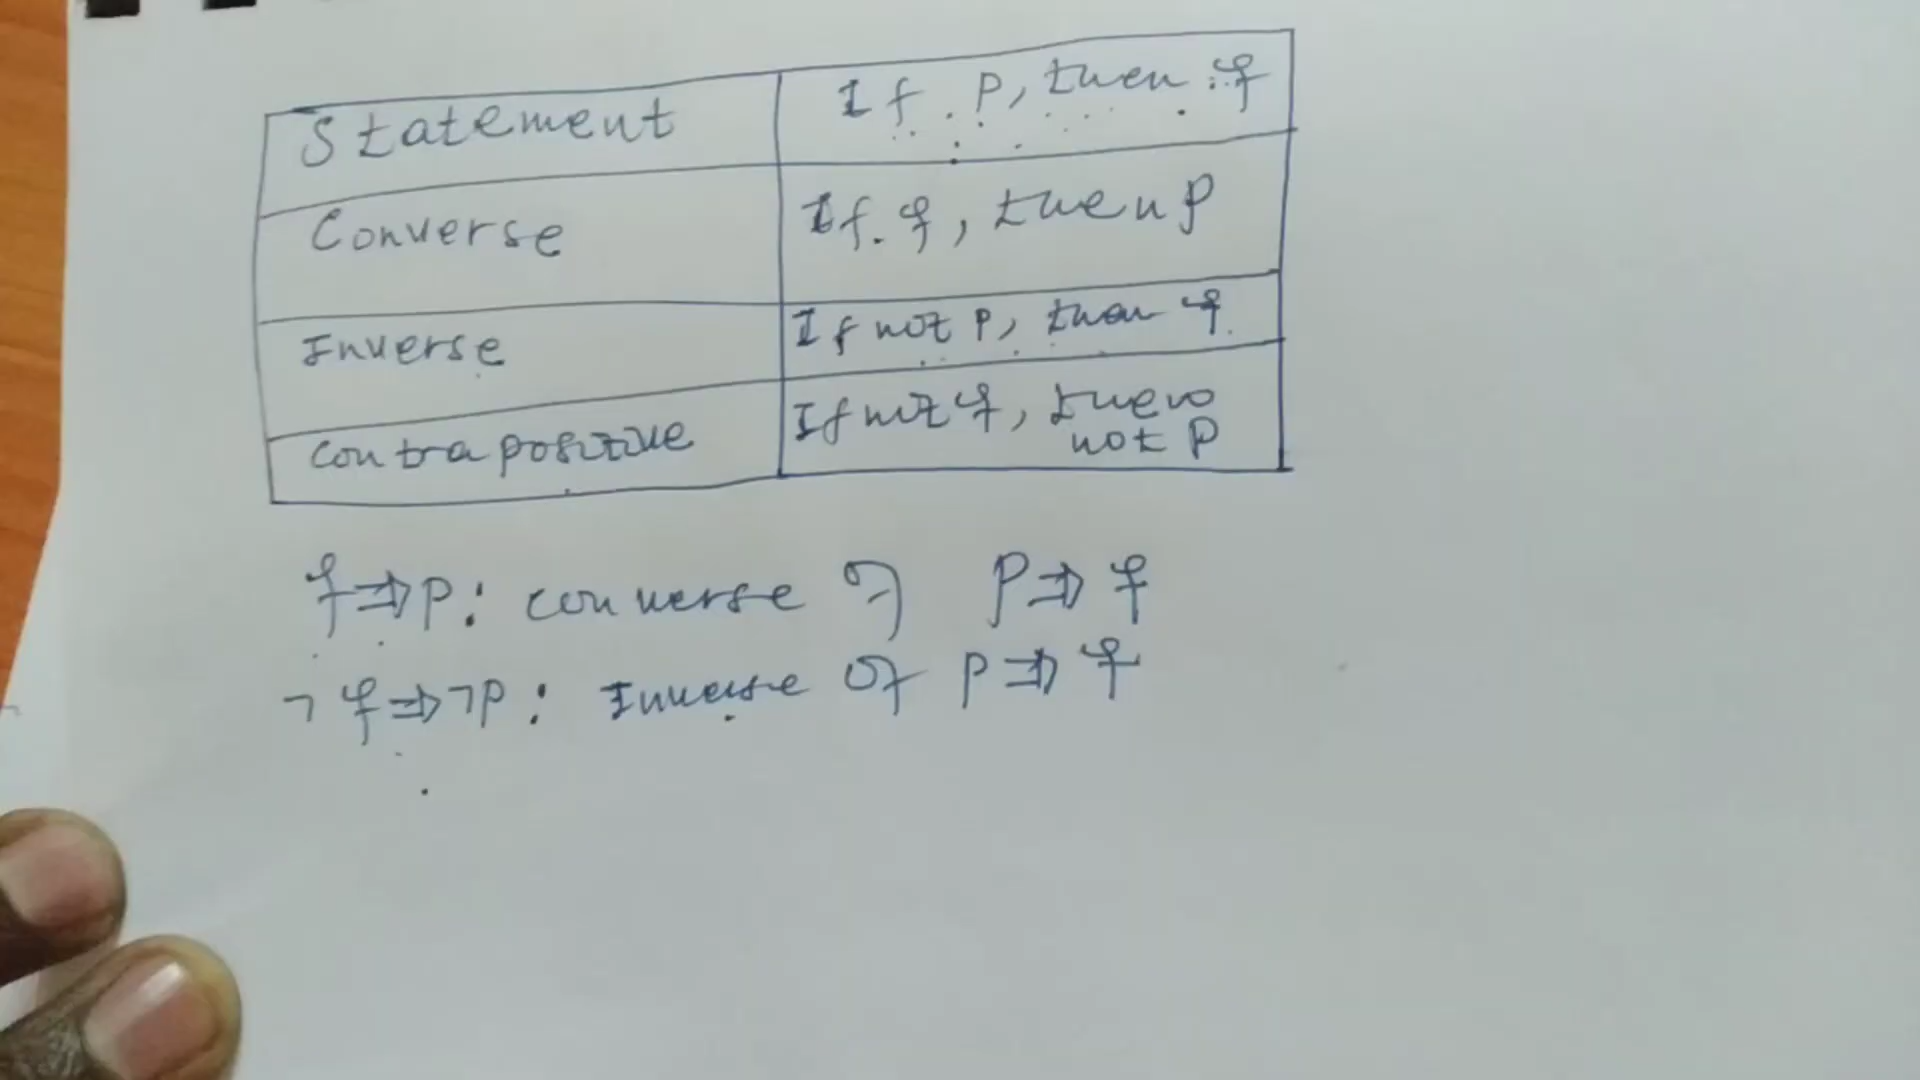 Statement If p, then q
Converse If q, then p
Inverse If not p, then q
Contrapositive If not q, then
not p
q ⇒ p : converse of p ⇒ q
¬ q ⇒ ¬p : Inverse of p ⇒ q